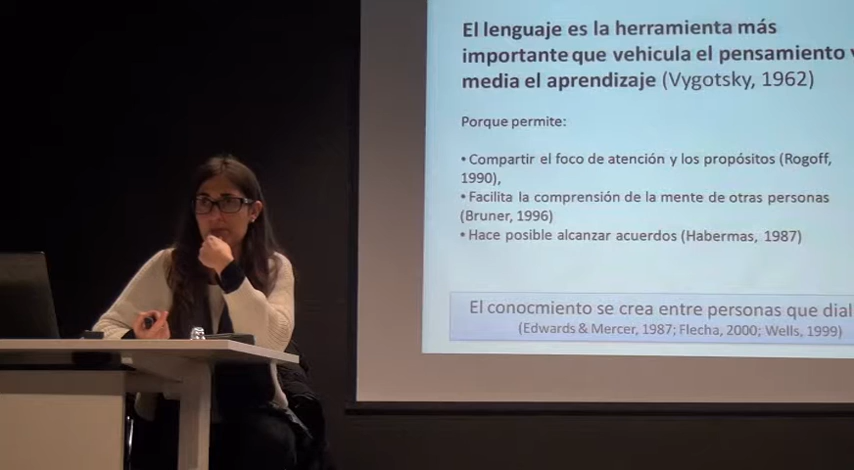 El lenguaje es la herramienta más
importante que vehicula el pensamiento y
media el aprendizaje (Vygotsky, 1962)
Porque permite:
• Compartir el foco de atención y los propósitos (Rogoff,
1990),
• Facilita la comprensión de la mente de otras personas
(Bruner, 1996)
• Hace posible alcanzar acuerdos (Habermas, 1987)
El conocmiento se crea entre personas que dial
(Edwards & Mercer, 1987; Flecha, 2000; Wells, 1999)